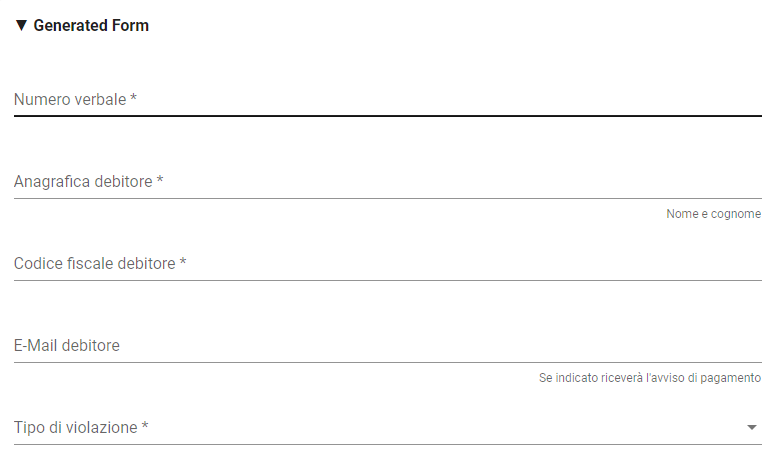 ▼ Generated Form
Numero verbale *
Anagrafica debitore *
Nome e cognome
Codice fiscale debitore *
E-Mail debitore
Se indicato riceverà l'avviso di pagamento
Tipo di violazione *